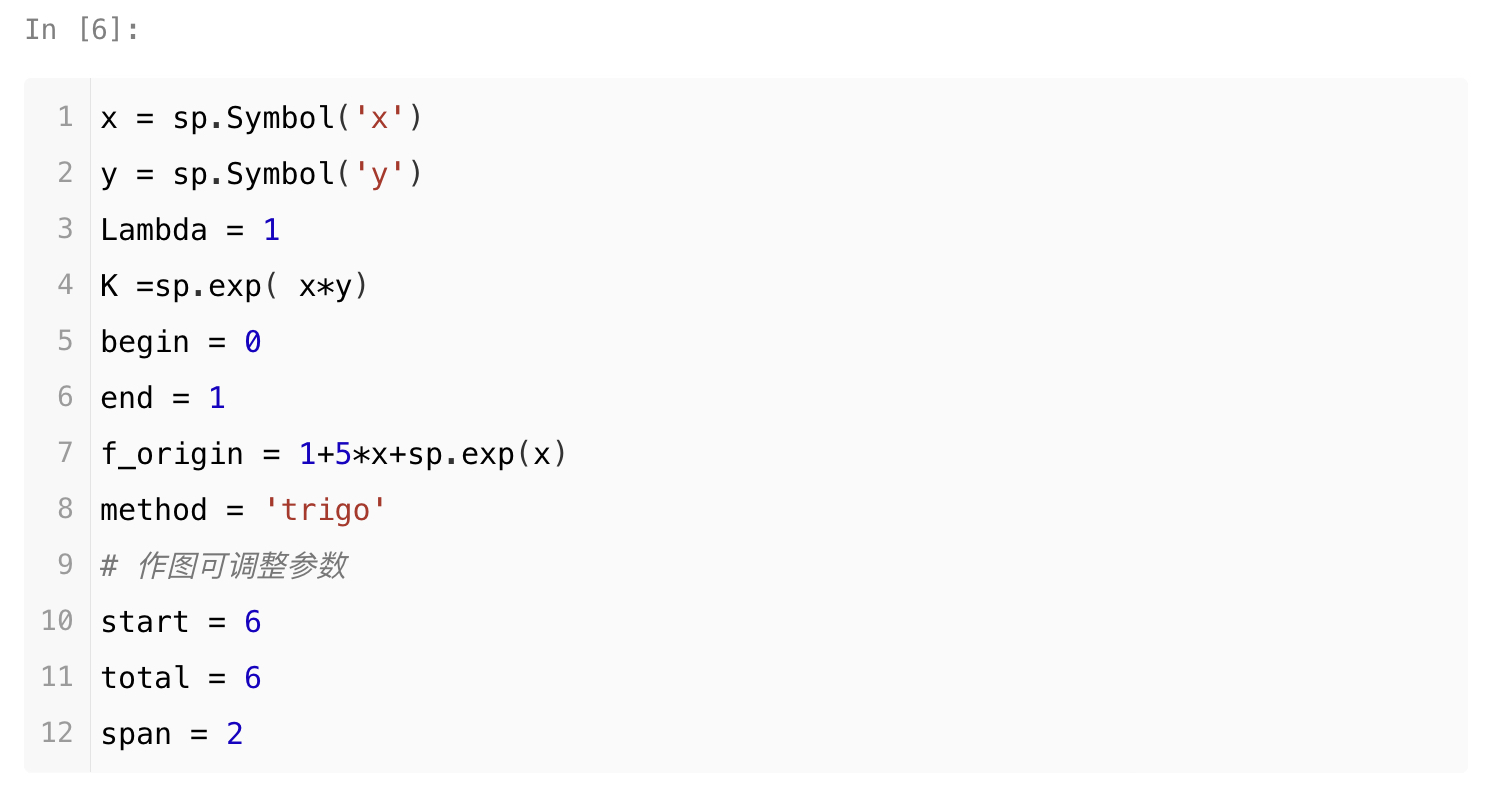 In [6]:
1 x = sp.Symbol('x')
2 y = sp.Symbol('y')
3 Lambda = 1
4 K =sp.exp( x*y)
5 begin = 0
6 end = 1
7 f_origin = 1+5*x+sp.exp(x)
8 method = 'trigo'
9 # 作图可调整参数
10 start = 6
11 total = 6
12 span = 2